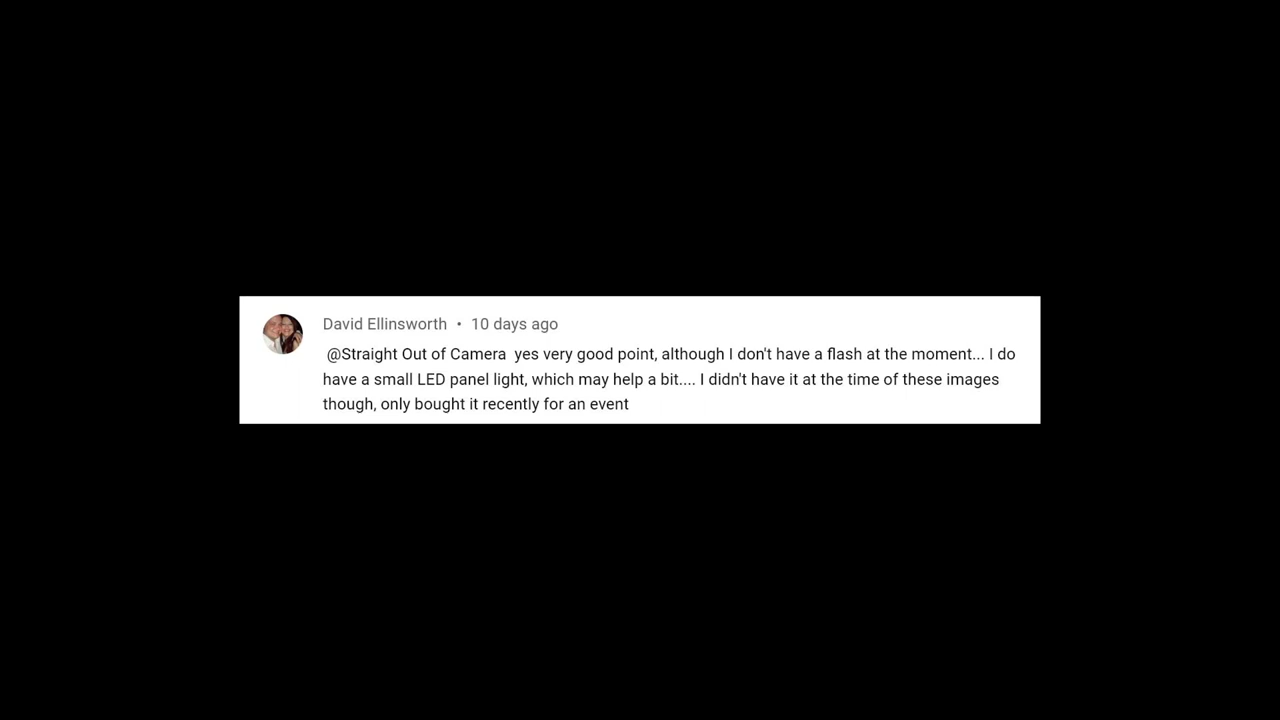 David Ellinsworth • 10 days ago
@Straight Out of Camera  yes very good point, although I don't have a flash at the moment... I do
have a small LED panel light, which may help a bit.... I didn't have it at the time of these images
though, only bought it recently for an event